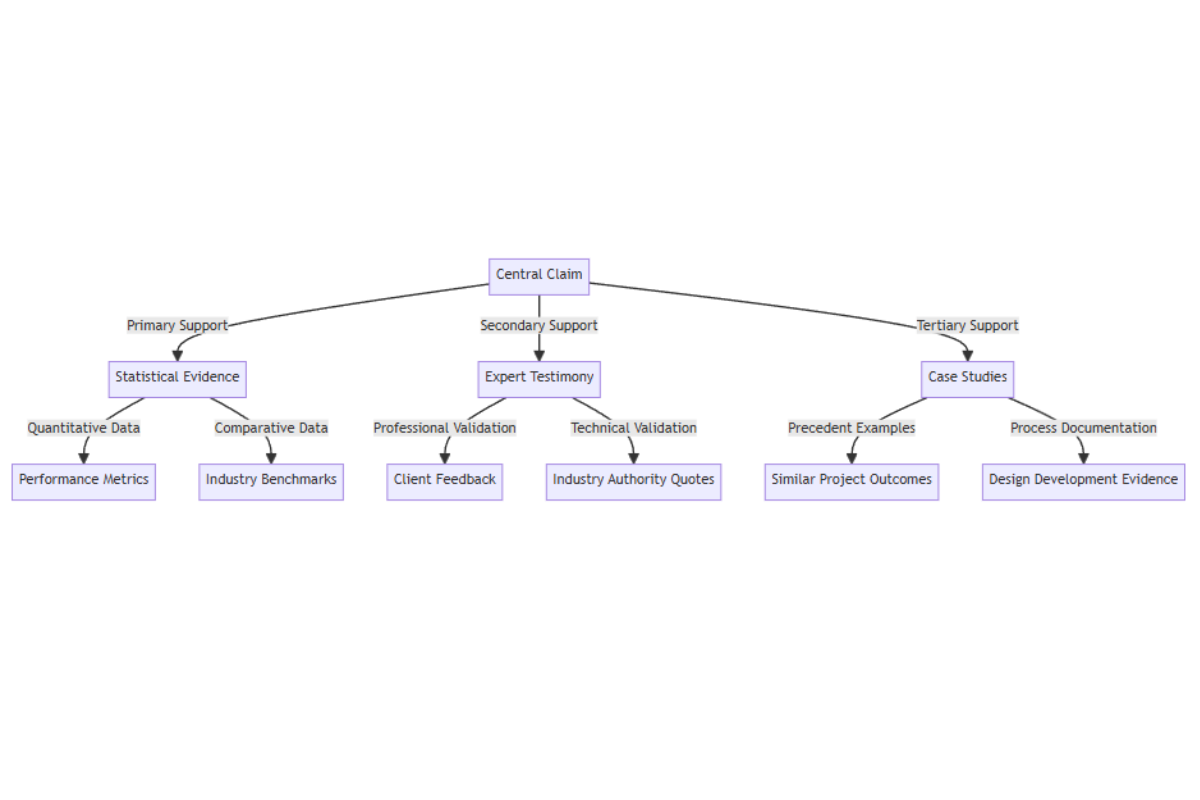 Central Claim
Primary Support
Secondary Support
Tertiary Support
Statistical Evidence
Expert Testimony
Case Studies
Quantitative Data
Comparative Data
Professional Validation
Technical Validation
Precedent Examples
Process Documentation
Performance Metrics
Industry Benchmarks
Client Feedback
Industry Authority Quotes
Similar Project Outcomes
Design Development Evidence